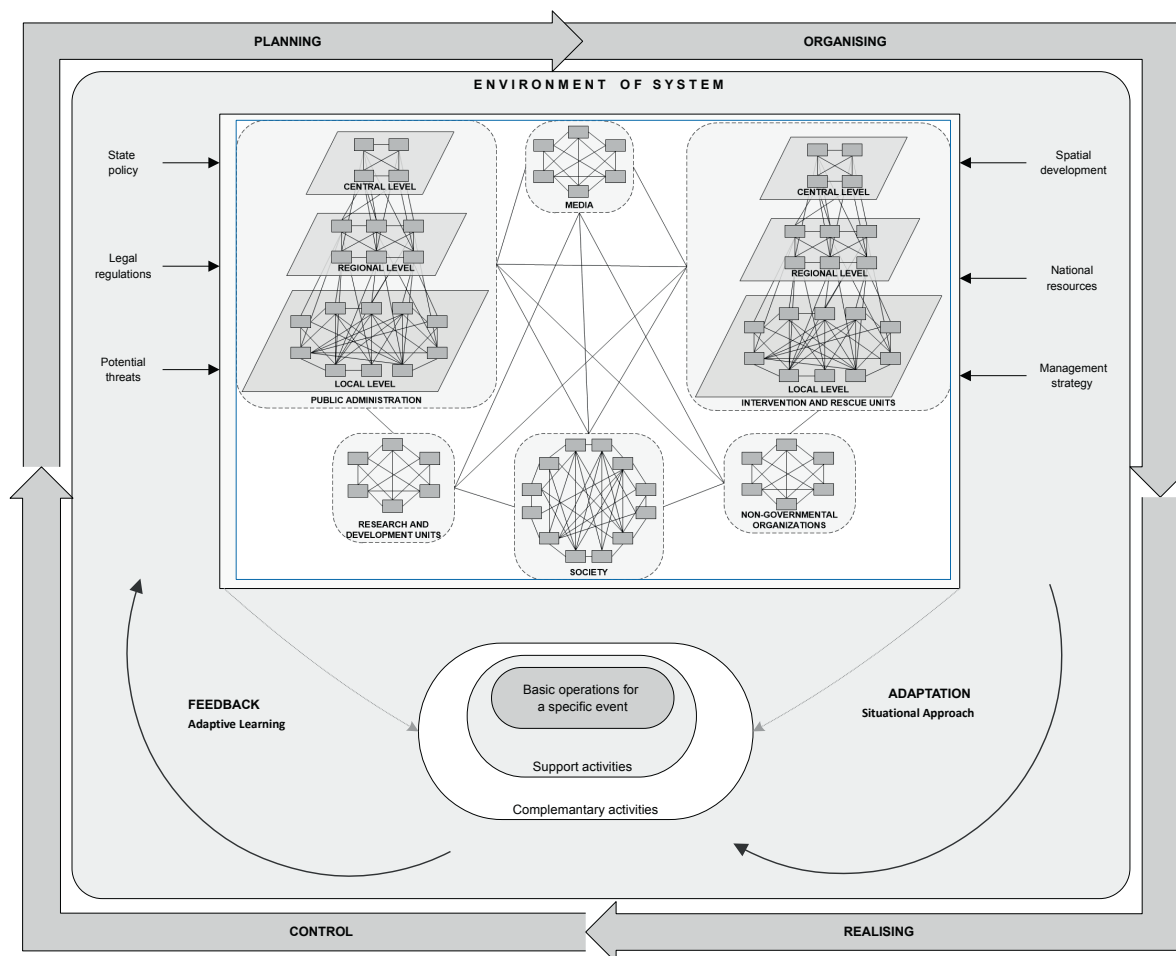 PLANNING
ORGANISING
ENVIRONMENT OF SYSTEM
State
policy
Legal
regulations
Potential
threats
CENTRAL LEVEL
REGIONAL LEVEL
LOCAL LEVEL
PUBLIC ADMINISTRATION
MEDIA
CENTRAL LEVEL
REGIONAL LEVEL
LOCAL LEVEL
INTERVENTION AND RESCUE UNITS
Spatial
development
National
resources
Management
strategy
RESEARCH AND
DEVELOPMENT UNITS
SOCIETY
NON-GOVERNMENTAL
ORGANIZATIONS
FEEDBACK
Adaptive Learning
Basic operations for
a specific event
Support activities
Complemantary activities
ADAPTATION
Situational Approach
CONTROL
REALISING